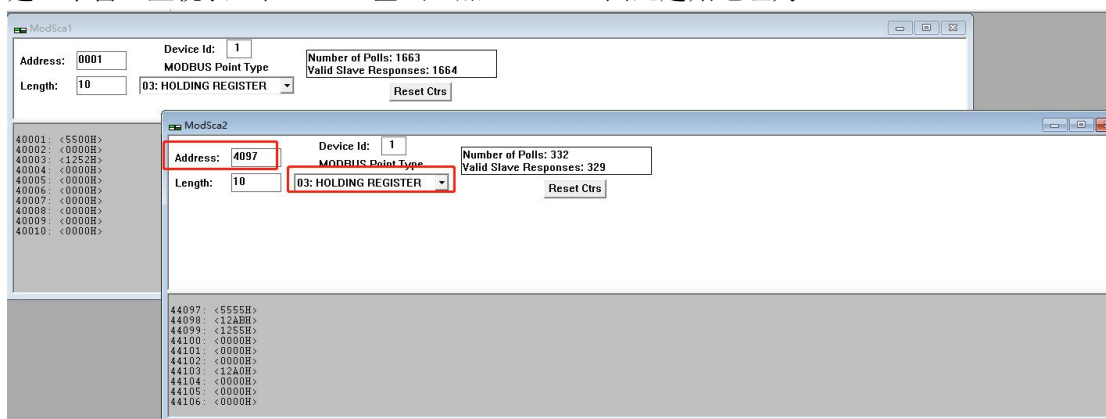 ModSca1
Address: 0001
Device Id: 1
MODBUS Point Type
Length: 10
03: HOLDING REGISTER
Number of Polls: 1663
Valid Slave Responses: 1664
Reset Ctrs
40001: <5500H>
40002: <0000H>
40003: <1252H>
40004: <0000H>
40005: <0000H>
40006: <0000H>
40007: <0000H>
40008: <0000H>
40009: <0000H>
40010: <0000H>
ModSca2
Address: 4097
Device Id: 1
MODBUS Point Type
Length: 10
03: HOLDING REGISTER
Number of Polls: 332
Valid Slave Responses: 329
Reset Ctrs
44097: <5555H>
44098: <12ABH>
44099: <1255H>
44100: <0000H>
44101: <0000H>
44102: <0000H>
44103: <12A0H>
44104: <0000H>
44105: <0000H>
44106: <0000H>